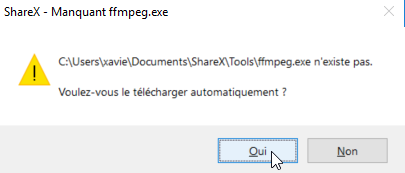 ShareX - Manquant ffmpeg.exe
C:\Users\xavie\Documents\ShareX\Tools\ffmpeg.exe n'existe pas.
Voulez-vous le télécharger automatiquement ?
Oui
Non